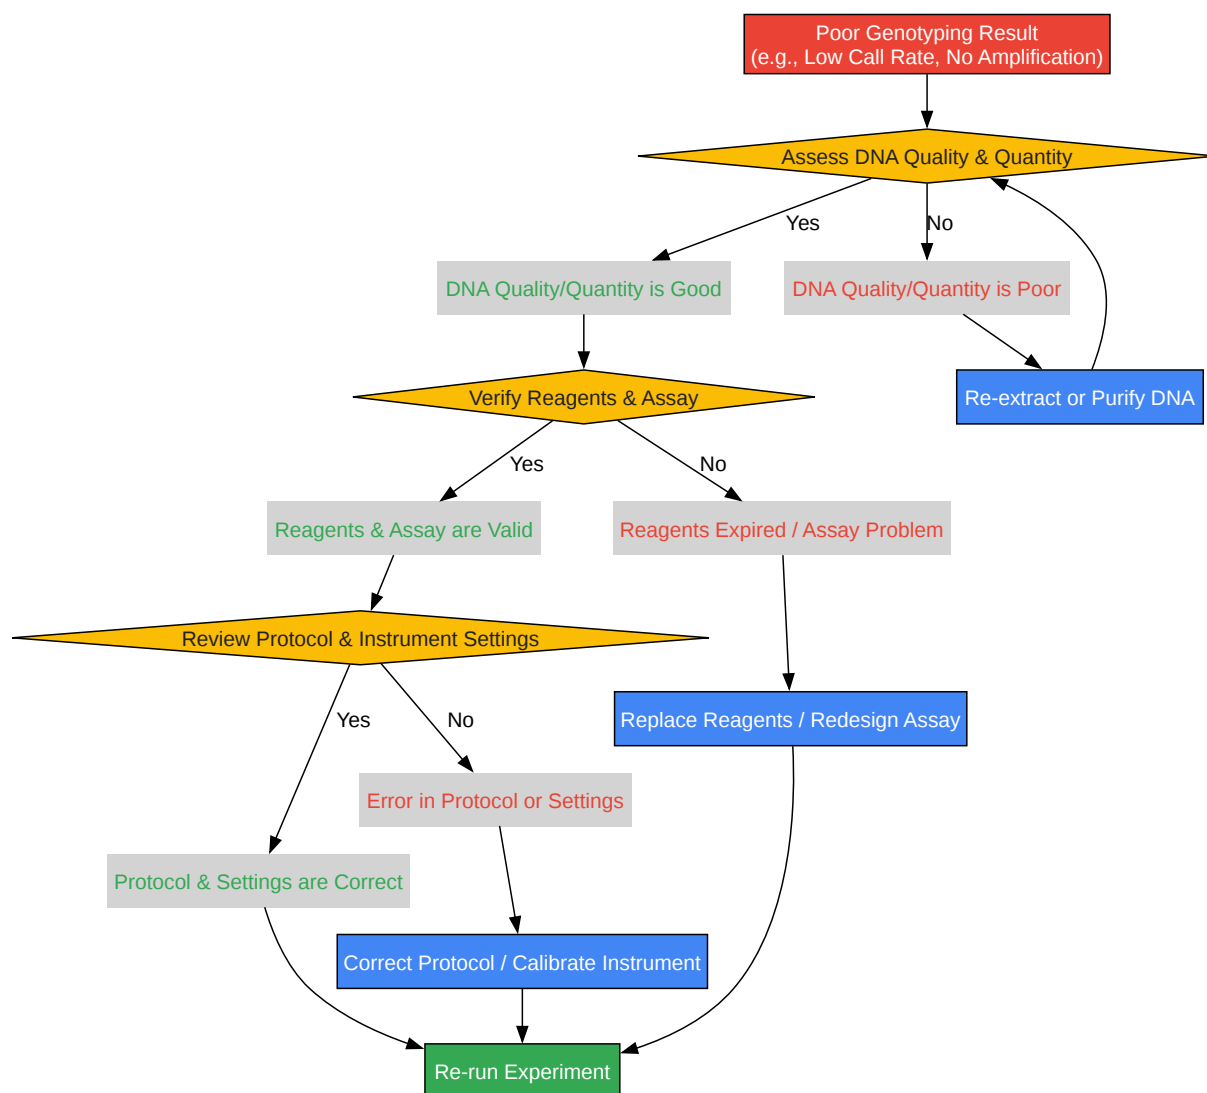 Poor Genotyping Result
(e.g., Low Call Rate, No Amplification)
Assess DNA Quality & Quantity
Yes
No
DNA Quality/Quantity is Good
DNA Quality/Quantity is Poor
Verify Reagents & Assay
Re-extract or Purify DNA
Yes
No
Reagents & Assay are Valid
Reagents Expired / Assay Problem
Review Protocol & Instrument Settings
Yes
No
Replace Reagents / Redesign Assay
Error in Protocol or Settings
Protocol & Settings are Correct
Correct Protocol / Calibrate Instrument
Re-run Experiment